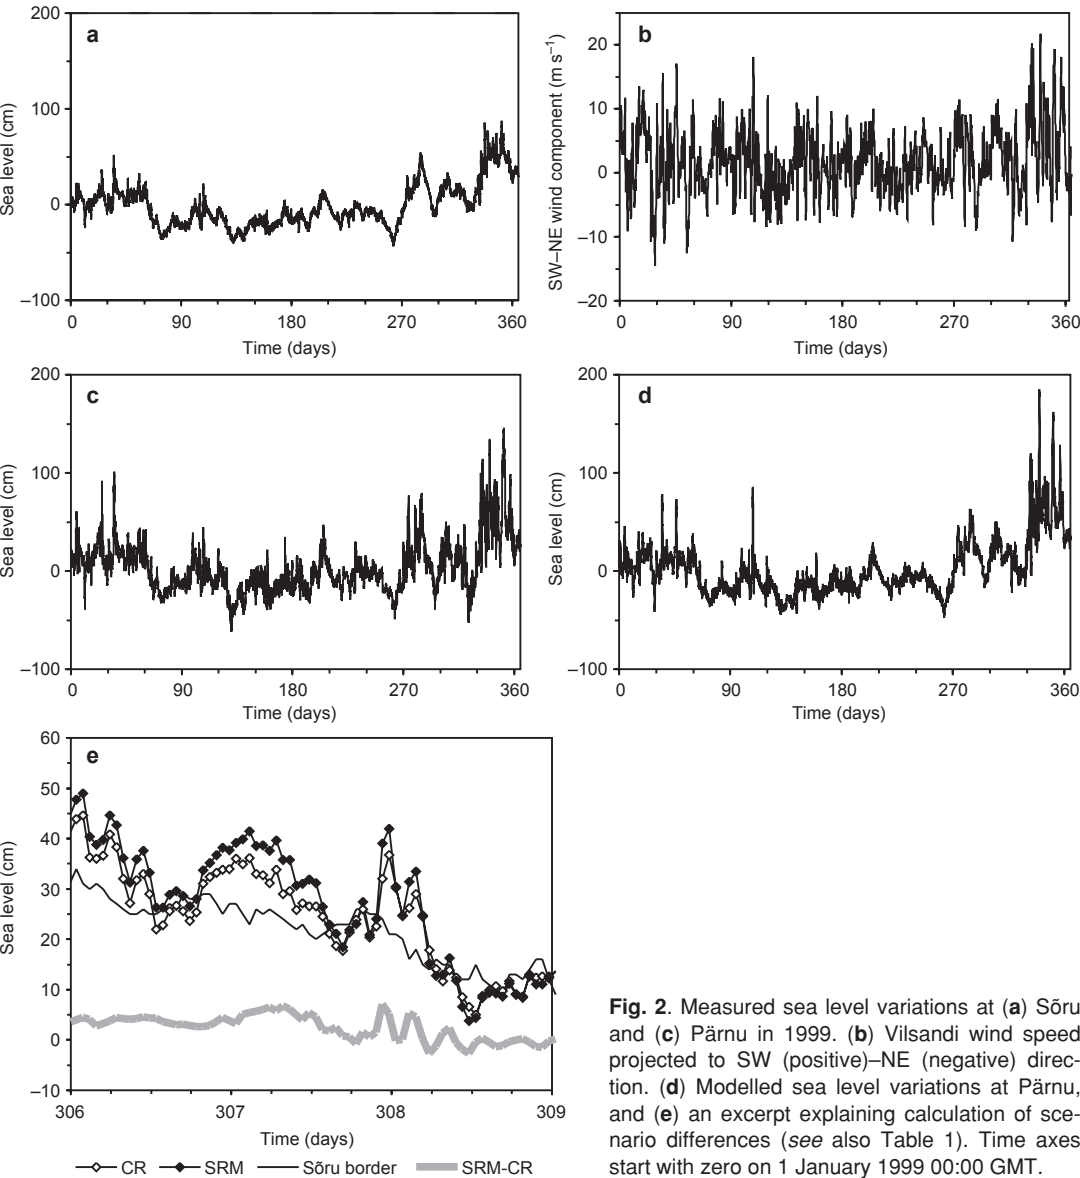 a
200
100
0
–100
Sea level (cm)
0 90 180 270 360
Time (days)
b
20
10
0
–10
–20
SW–NE wind component (m s–1)
0 90 180 270 360
Time (days)
c
200
100
0
–100
Sea level (cm)
0 90 180 270 360
Time (days)
d
200
100
0
–100
Sea level (cm)
0 90 180 270 360
Time (days)
e
60
50
40
30
20
10
0
–10
Sea level (cm)
306 307 308 309
Time (days)
CR SRM Sõru border SRM-CR
Fig. 2. Measured sea level variations at (a) Sõru
and (c) Pärnu in 1999. (b) Vilsandi wind speed
projected to SW (positive)–NE (negative) direc-
tion. (d) Modelled sea level variations at Pärnu,
and (e) an excerpt explaining calculation of sce-
nario differences (see also Table 1). Time axes
start with zero on 1 January 1999 00:00 GMT.